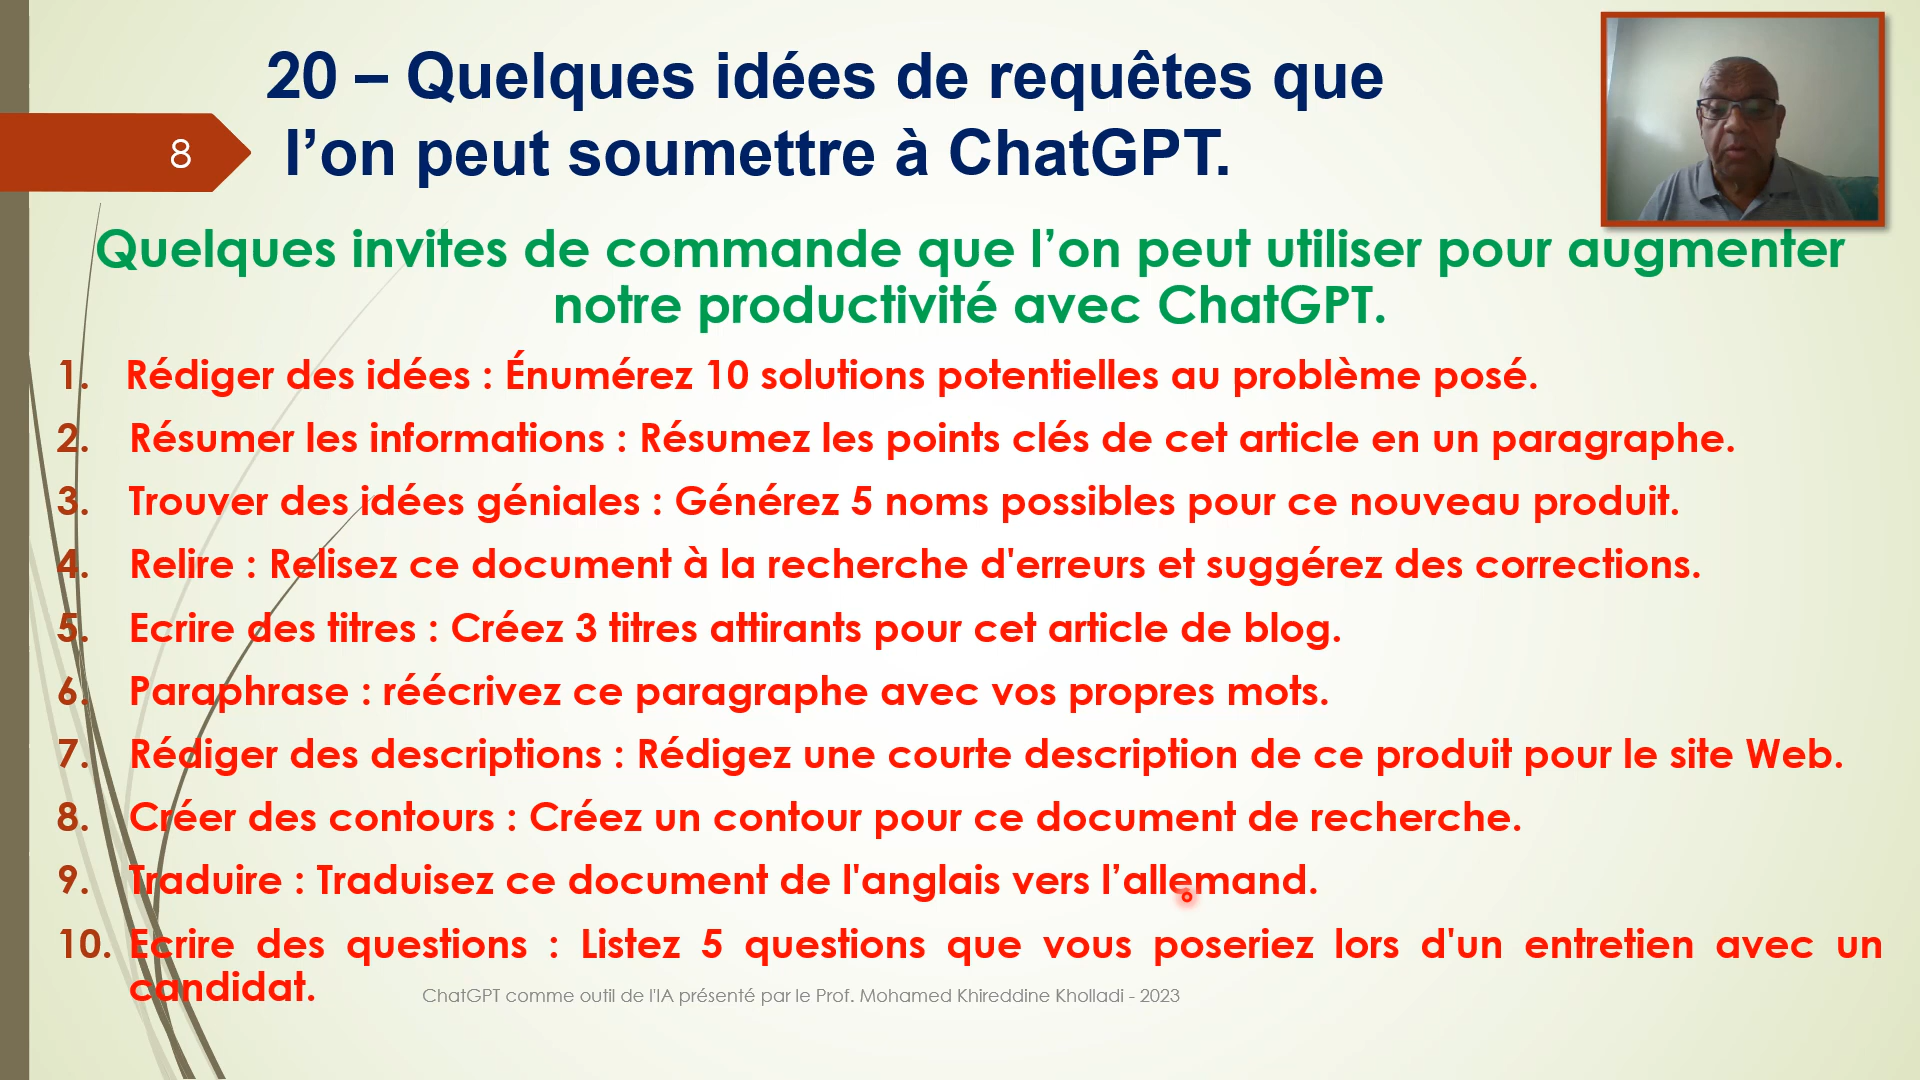 20 – Quelques idées de requêtes que
l’on peut soumettre à ChatGPT.
8
Quelques invites de commande que l’on peut utiliser pour augmenter
notre productivité avec ChatGPT.
1. Rédiger des idées : Énumérez 10 solutions potentielles au problème posé.
2. Résumer les informations : Résumez les points clés de cet article en un paragraphe.
3. Trouver des idées géniales : Générez 5 noms possibles pour ce nouveau produit.
4. Relire : Relisez ce document à la recherche d'erreurs et suggérez des corrections.
5. Ecrire des titres : Créez 3 titres attirants pour cet article de blog.
6. Paraphrase : réécrivez ce paragraphe avec vos propres mots.
7. Rédiger des descriptions : Rédigez une courte description de ce produit pour le site Web.
8. Créer des contours : Créez un contour pour ce document de recherche.
9. Traduire : Traduisez ce document de l'anglais vers l’allemand.
10. Ecrire des questions : Listez 5 questions que vous poseriez lors d'un entretien avec un
candidat.
ChatGPT comme outil de l'IA présenté par le Prof. Mohamed Khireddine Kholladi - 2023